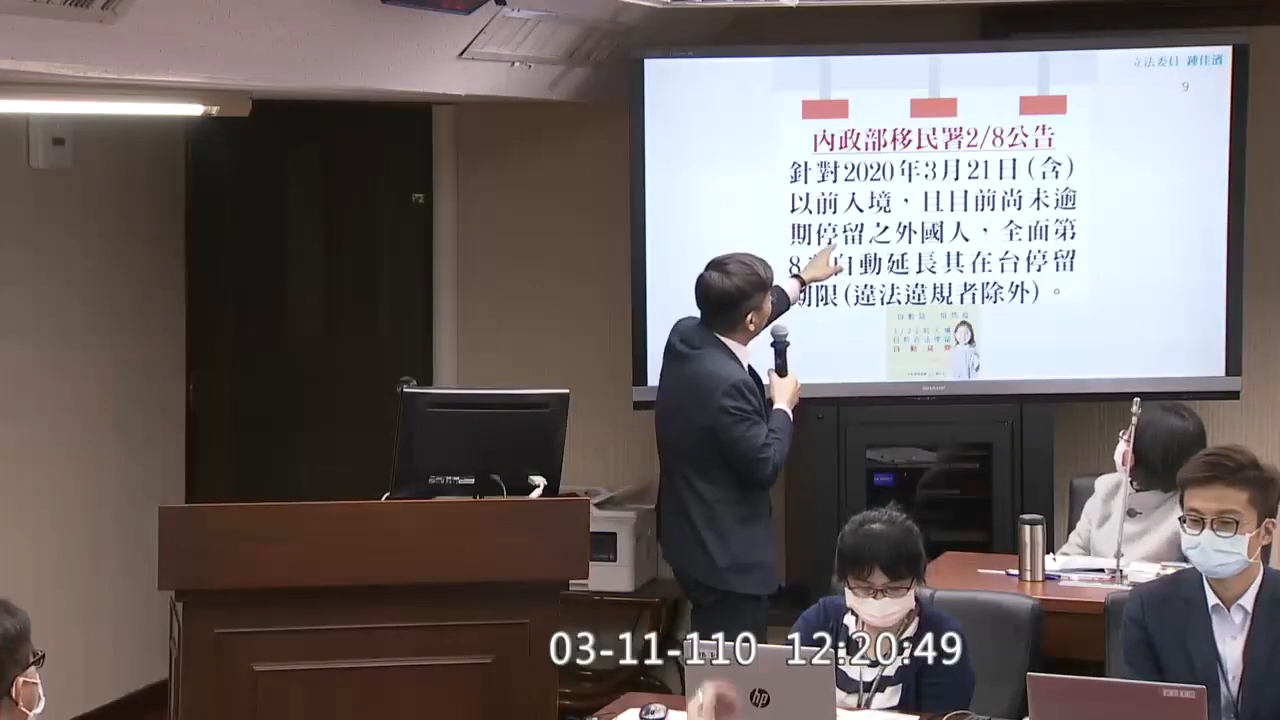 立法委員 鍾佳濱
9
內政部移民署2/8公告
針對2020年3月21日(含)
以前入境，且目前尚未逾
期停留之外國人，全面第
8 自動延長其在台停留
期限(違法違規者除外)。
SHARP
hp
03-11-110 12:20:49